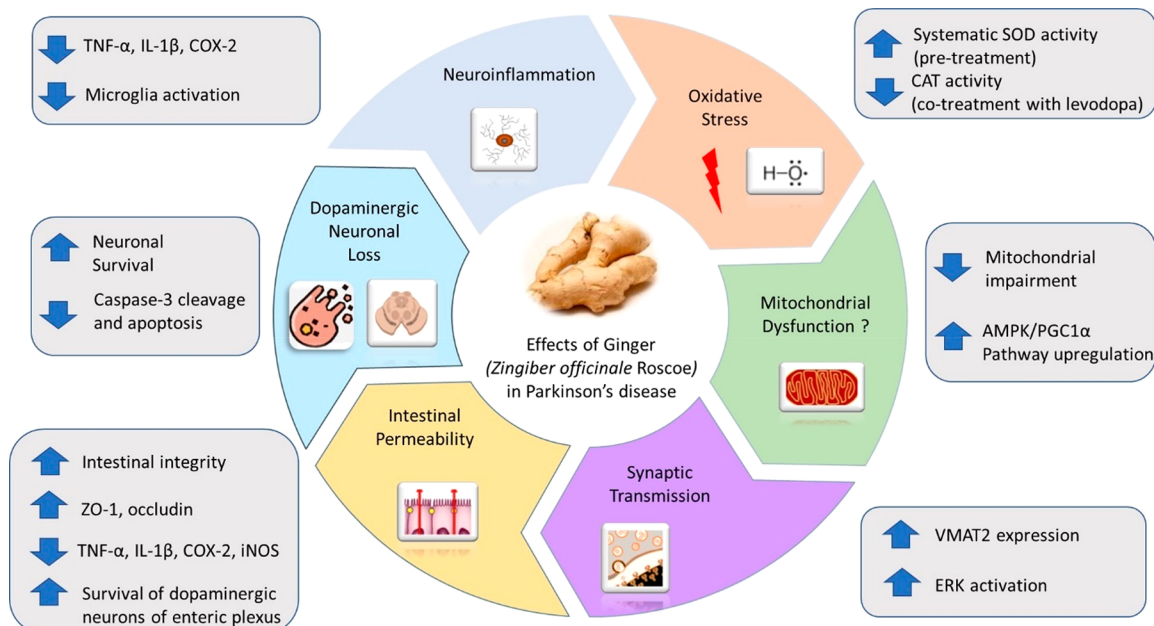 TNF-α, IL-1β, COX-2
Microglia activation
Neuroinflammation
Oxidative
Stress
H-Ö·
Systematic SOD activity
(pre-treatment)
CAT activity
(co-treatment with levodopa)
Neuronal
Survival
Caspase-3 cleavage
and apoptosis
Dopaminergic
Neuronal
Loss
Effects of Ginger
(Zingiber officinale Roscoe)
in Parkinson’s disease
Mitochondrial
Dysfunction ?
Mitochondrial
impairment
AMPK/PGC1α
Pathway upregulation
Intestinal integrity
ZO-1, occludin
TNF-α, IL-1β, COX-2, iNOS
Survival of dopaminergic
neurons of enteric plexus
Intestinal
Permeability
Synaptic
Transmission
VMAT2 expression
ERK activation